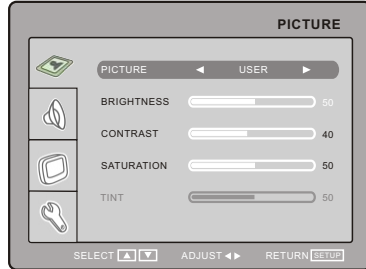 PICTURE
PICTURE ◄ USER ►
BRIGHTNESS 50
CONTRAST 40
SATURATION 50
TINT 50
SELECT ▲ ▼ ADJUST ◄► RETURN SETUP